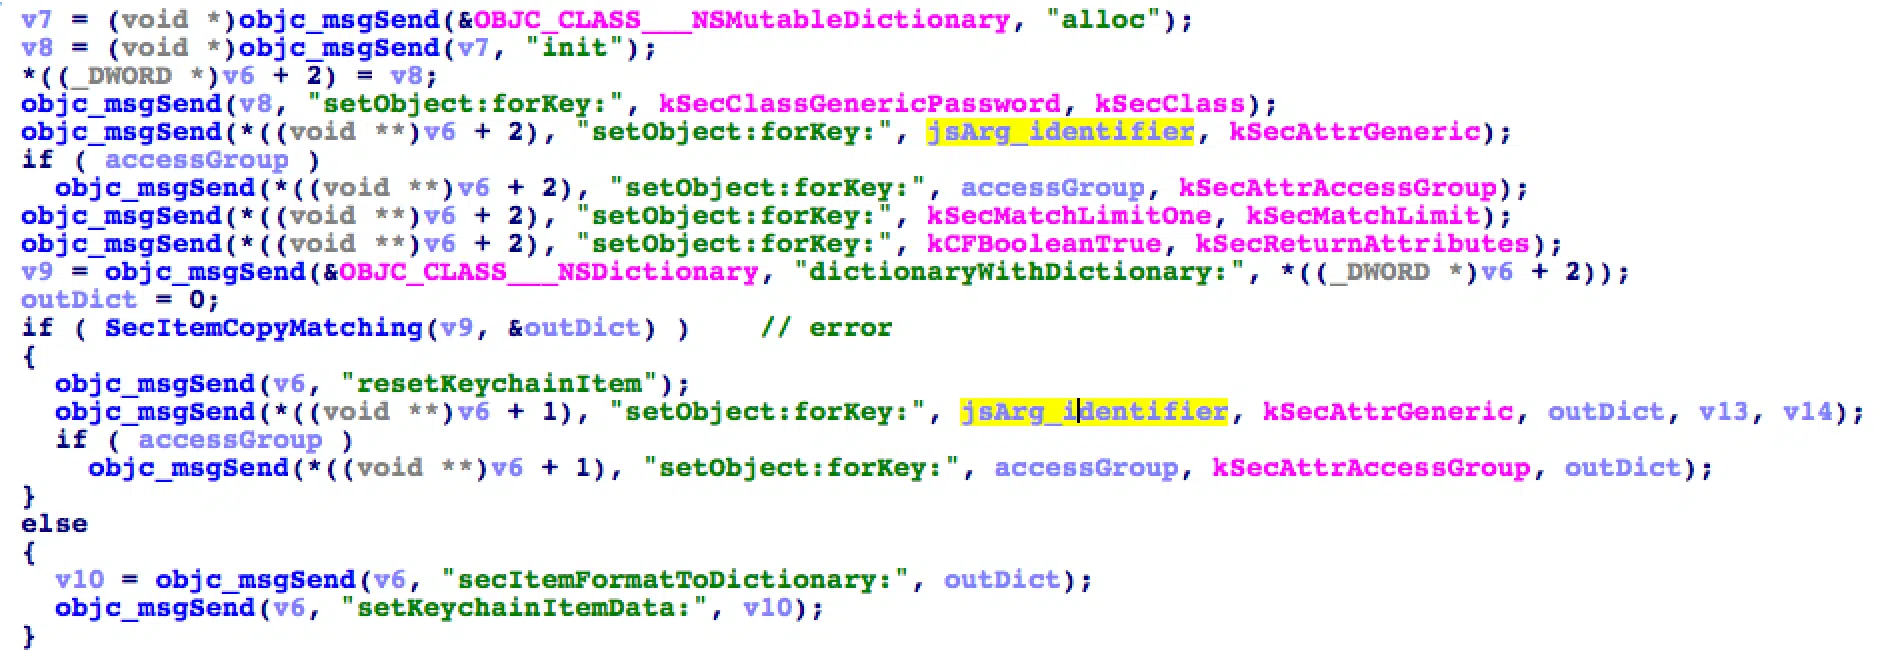 v7 = (void *)objc_msgSend(&OBJC_CLASS___NSMutableDictionary, "alloc");
v8 = (void *)objc_msgSend(v7, "init");
*((_DWORD *)v6 + 2) = v8;
objc_msgSend(v8, "setObject:forKey:", kSecClassGenericPassword, kSecClass);
objc_msgSend(*((void **)v6 + 2), "setObject:forKey:", jsArg_identifier, kSecAttrGeneric);
if ( accessGroup )
  objc_msgSend(*((void **)v6 + 2), "setObject:forKey:", accessGroup, kSecAttrAccessGroup);
objc_msgSend(*((void **)v6 + 2), "setObject:forKey:", kSecMatchLimitOne, kSecMatchLimit);
objc_msgSend(*((void **)v6 + 2), "setObject:forKey:", kCFBooleanTrue, kSecReturnAttributes);
v9 = objc_msgSend(&OBJC_CLASS___NSDictionary, "dictionaryWithDictionary:", *((_DWORD *)v6 + 2));
outDict = 0;
if ( SecItemCopyMatching(v9, &outDict) )    // error
{
  objc_msgSend(v6, "resetKeychainItem");
  objc_msgSend(*((void **)v6 + 1), "setObject:forKey:", jsArg_identifier, kSecAttrGeneric, outDict, v13, v14);
  if ( accessGroup )
    objc_msgSend(*((void **)v6 + 1), "setObject:forKey:", accessGroup, kSecAttrAccessGroup, outDict);
}
else
{
  v10 = objc_msgSend(v6, "secItemFormatToDictionary:", outDict);
  objc_msgSend(v6, "setKeychainItemData:", v10);
}